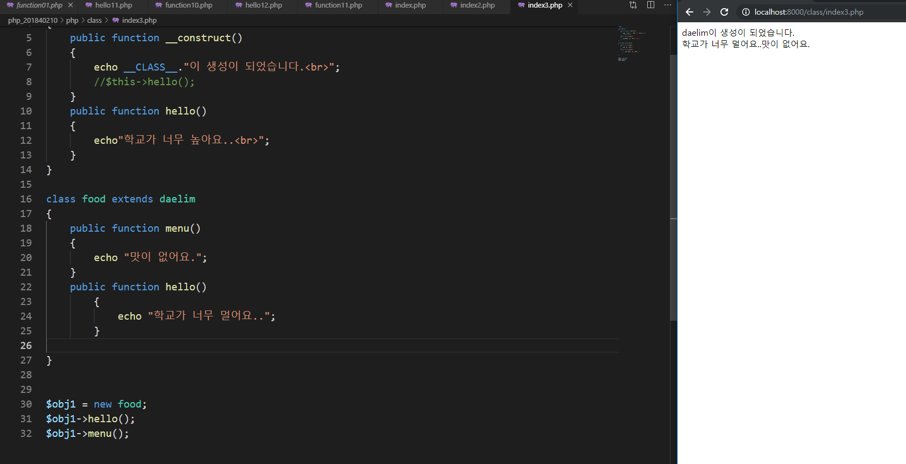 function01.php hello11.php function10.php hello12.php function11.php index.php index2.php index3.php
php_201840210 > php > class > index3.php
5 public function __construct()
6 {
7 echo __CLASS__."이 생성이 되었습니다.<br>";
8 //$this->hello();
9 }
10 public function hello()
11 {
12 echo"학교가 너무 높아요..<br>";
13 }
14 }
15
16 class food extends daelim
17 {
18 public function menu()
19 {
20 echo "맛이 없어요.";
21 }
22 public function hello()
23 {
24 echo "학교가 너무 멀어요..";
25 }
26
27 }
28
29
30 $obj1 = new food;
31 $obj1->hello();
32 $obj1->menu();
localhost:8000/class/index3.php
daelim이 생성이 되었습니다.
학교가 너무 멀어요..맛이 없어요.